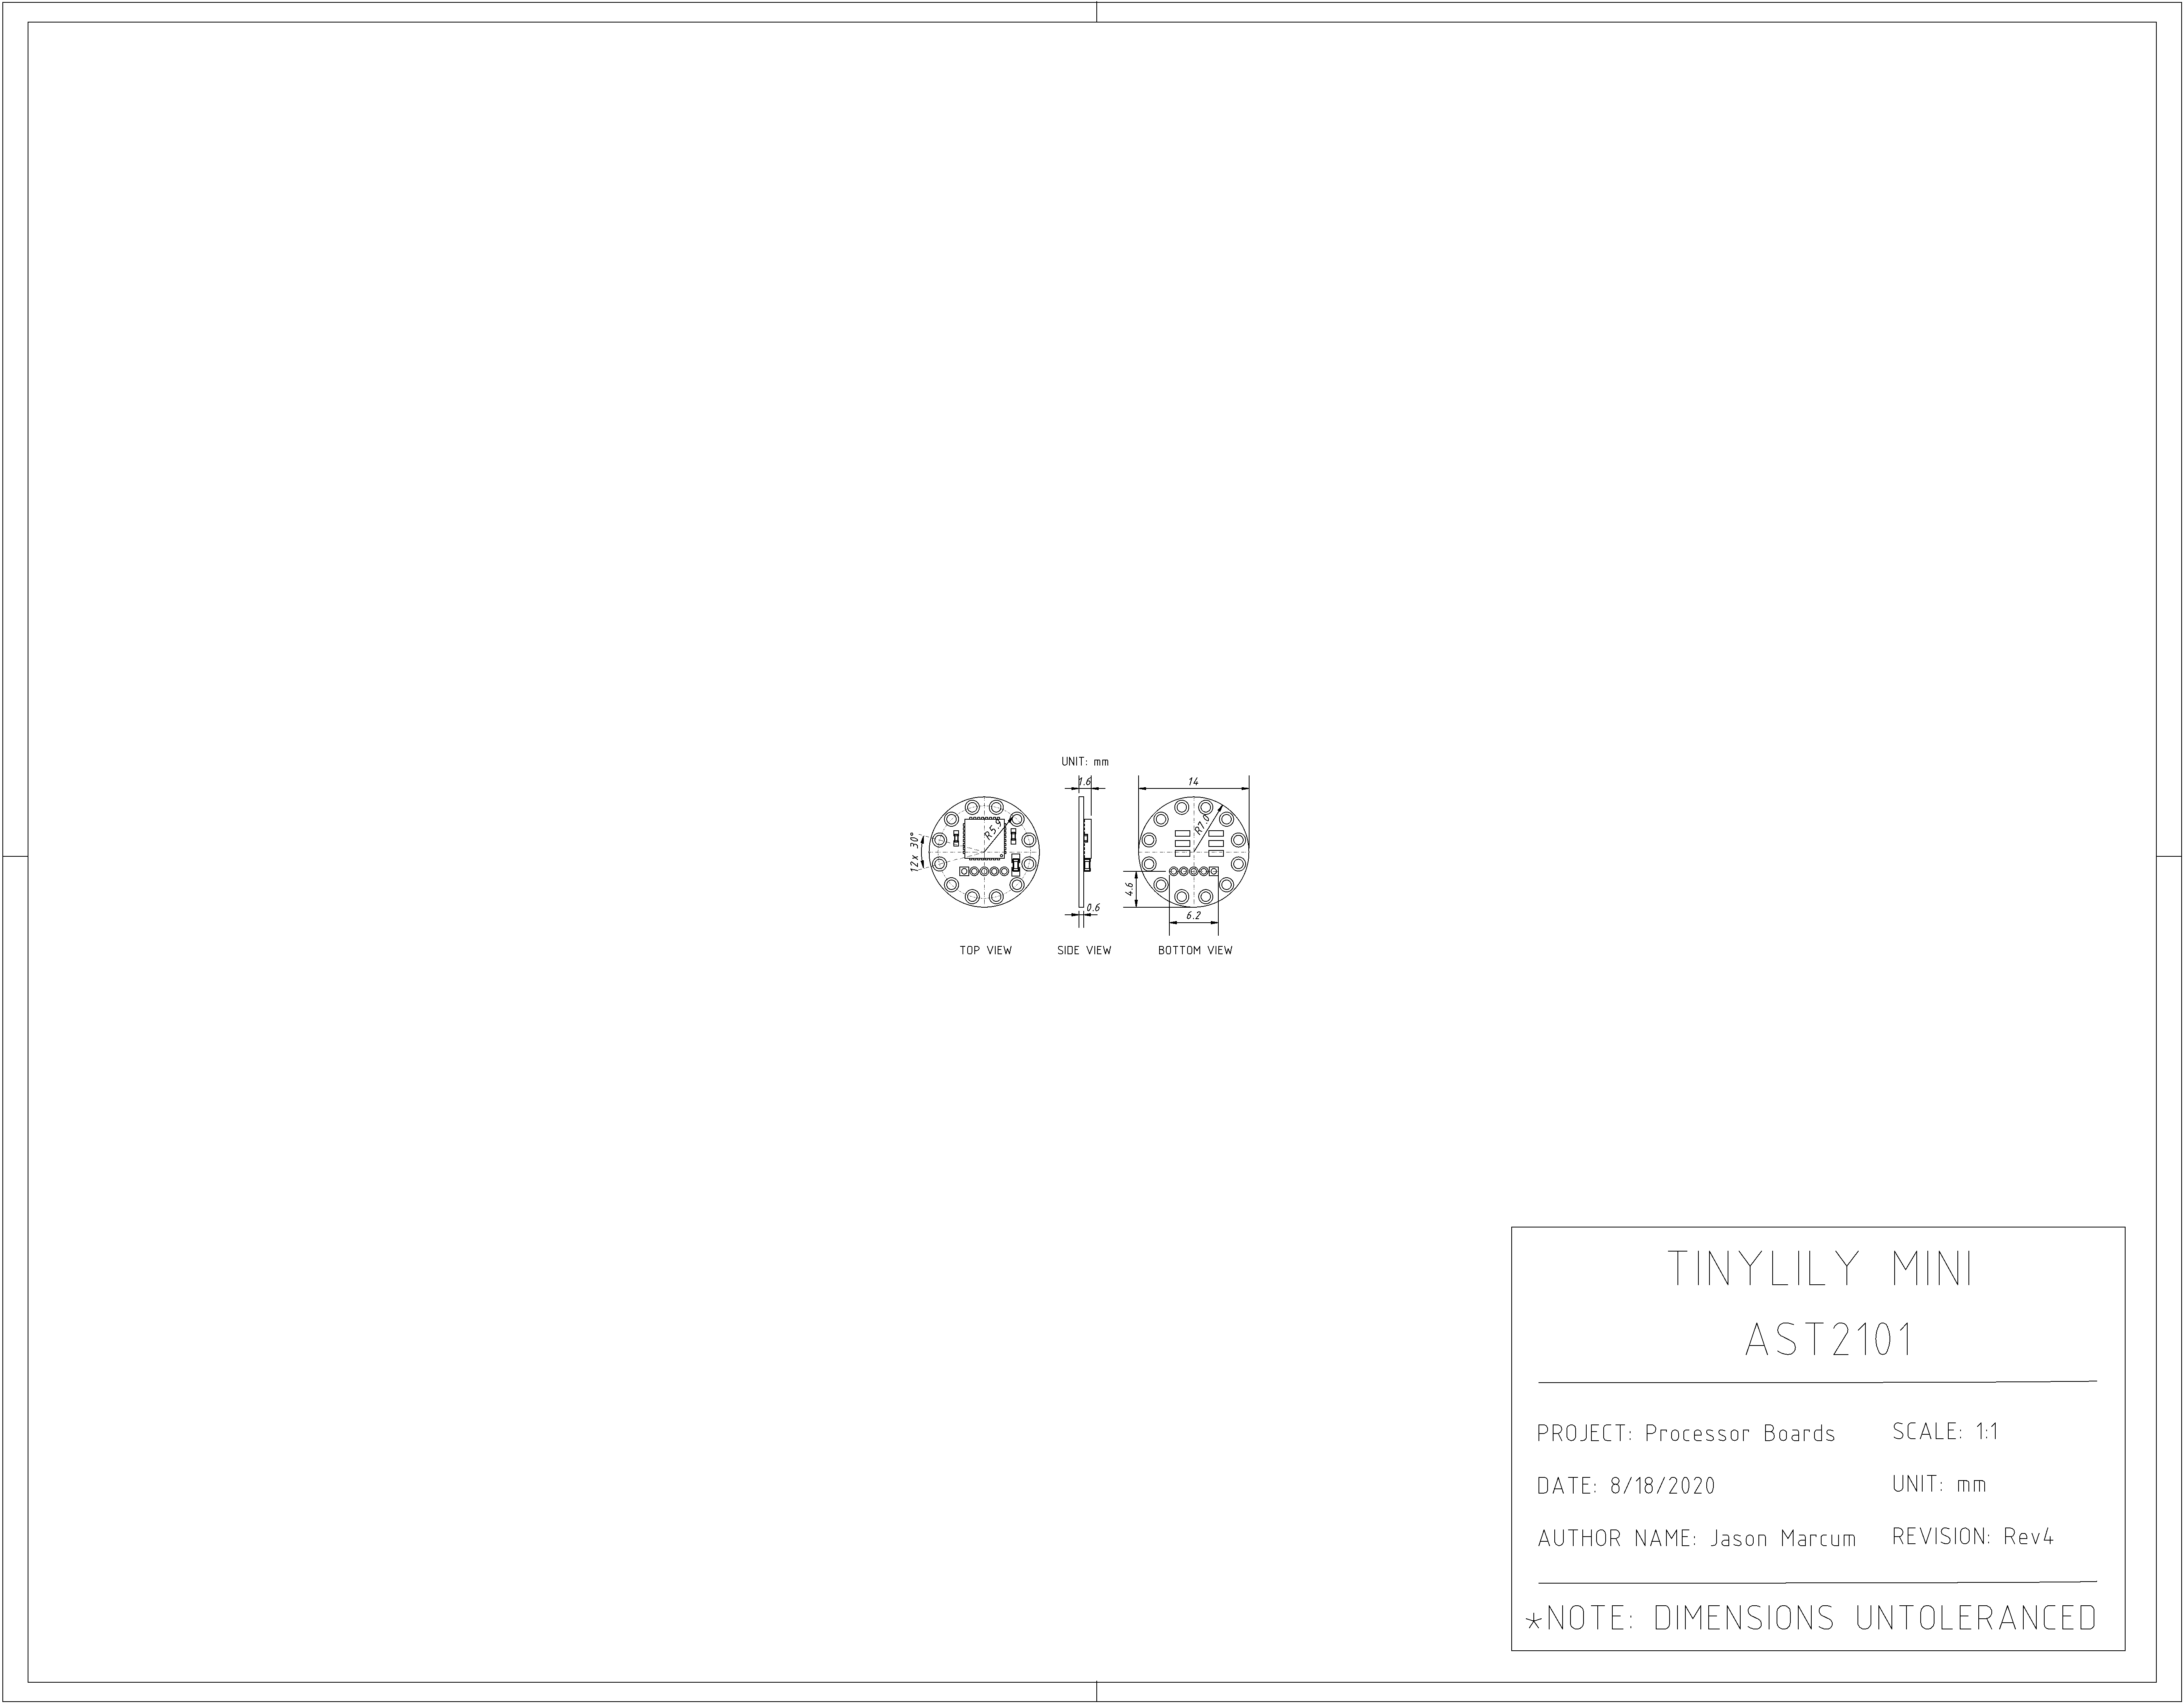 UNIT: mm
1.6
14
12x 30°
R5.9
R7.0
4.6
0.6
6.2
TOP VIEW
SIDE VIEW
BOTTOM VIEW
TINYLILY MINI
AST2101
PROJECT: Processor Boards
SCALE: 1:1
DATE: 8/18/2020
UNIT: mm
AUTHOR NAME: Jason Marcum
REVISION: Rev4
*NOTE: DIMENSIONS UNTOLERANCED